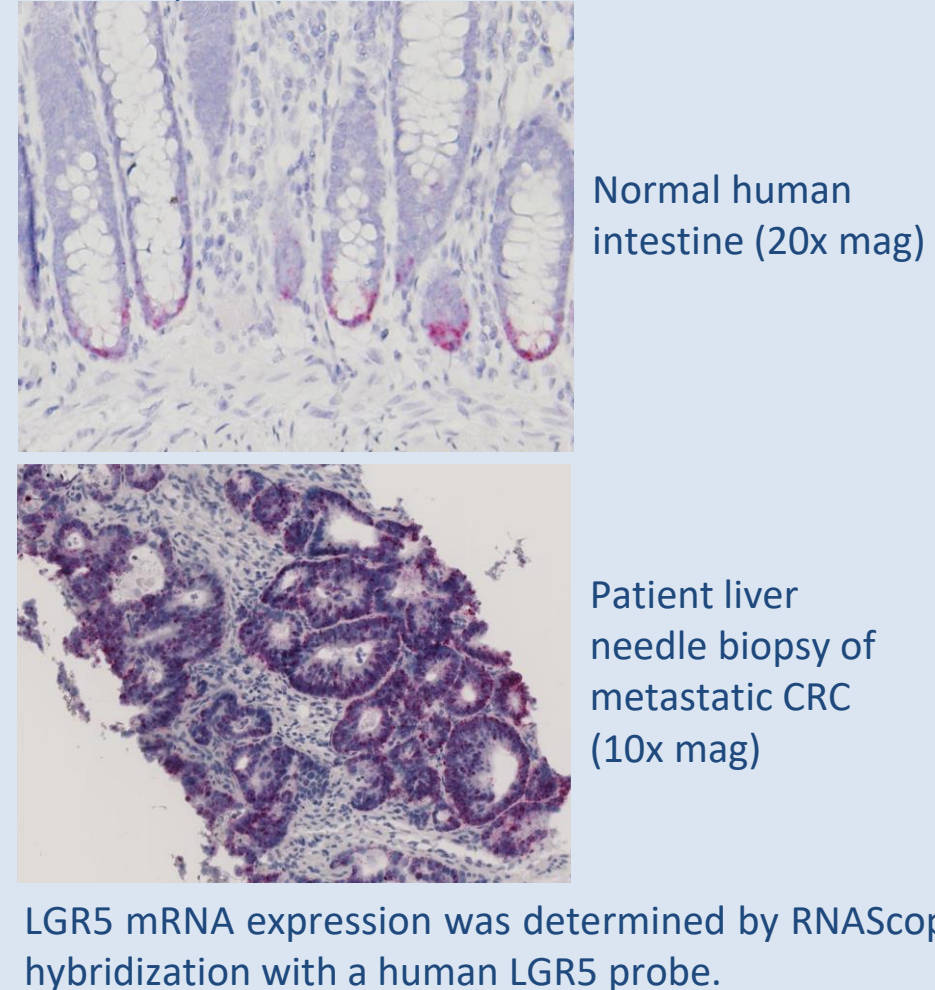 Normal human
intestine (20x mag)
Patient liver
needle biopsy of
metastatic CRC
(10x mag)
LGR5 mRNA expression was determined by
hybridization with a human LGR5 probe.